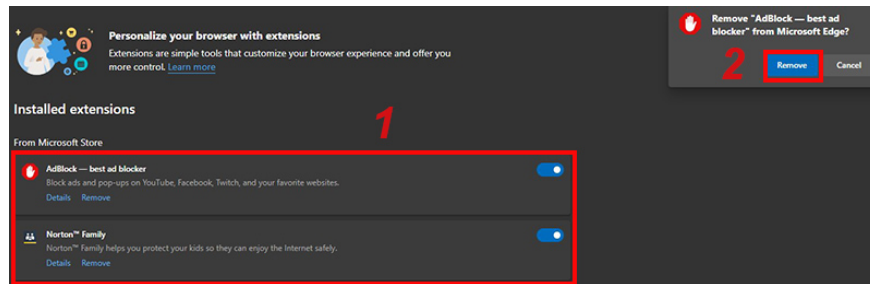 Personalize your browser with extensions
Extensions are simple tools that customize your browser experience and offer you
more control. Learn more
Remove "AdBlock — best ad
blocker" from Microsoft Edge?
2
Remove Cancel
Installed extensions
1
From Microsoft Store
AdBlock — best ad blocker
Block ads and pop-ups on YouTube, Facebook, Twitch, and your favorite websites.
Details Remove
Norton™ Family
Norton™ Family helps you protect your kids so they can enjoy the Internet safely.
Details Remove